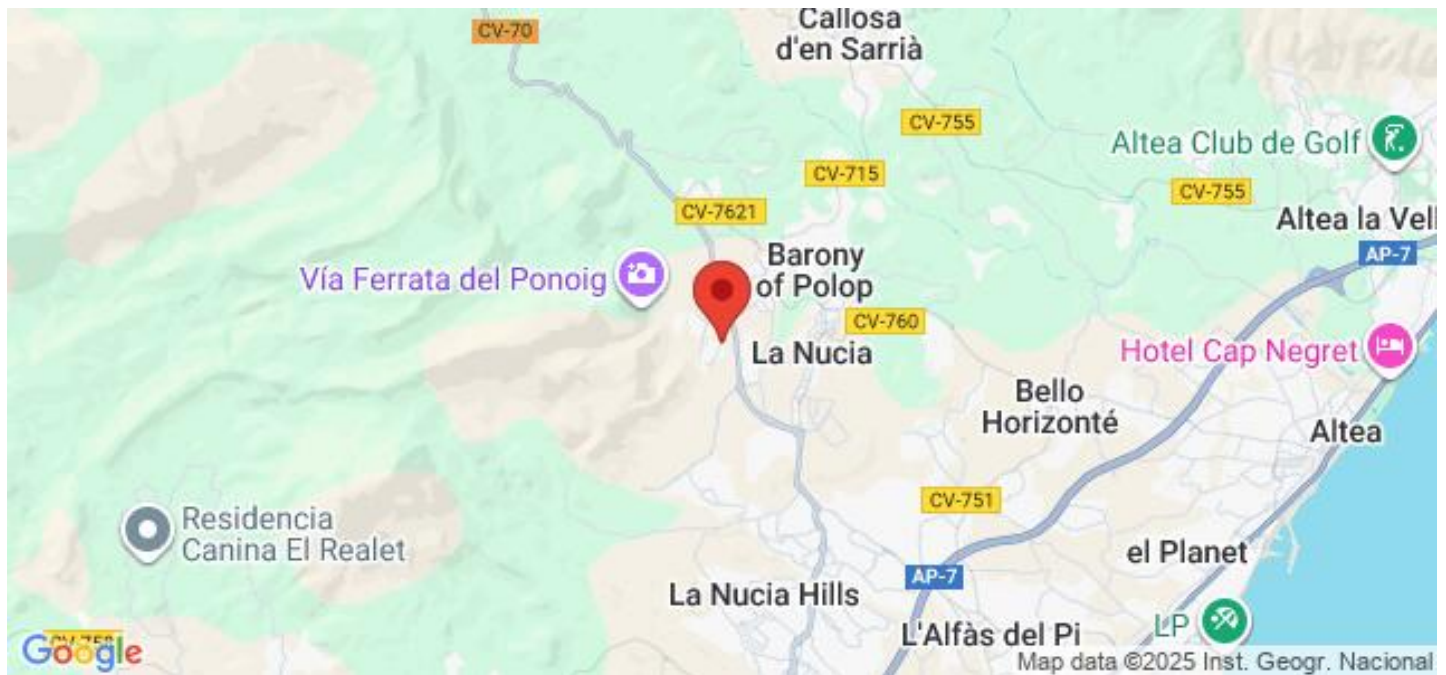 Callosa
d'en Sarrià
CV-70
CV-755
Altea Club de Golf
CV-715
CV-755
CV-7621
Altea la Vell
AP-7
Barony
of Polop
Vía Ferrata del Ponoig
CV-760
La Nucia
Hotel Cap Negret
Bello
Horizonté
Altea
CV-751
Residencia
Canina El Realet
el Planet
AP-7
La Nucia Hills
L'Alfàs del Pi
LP
Google
Map data ©2025 Inst. Geogr. Nacional